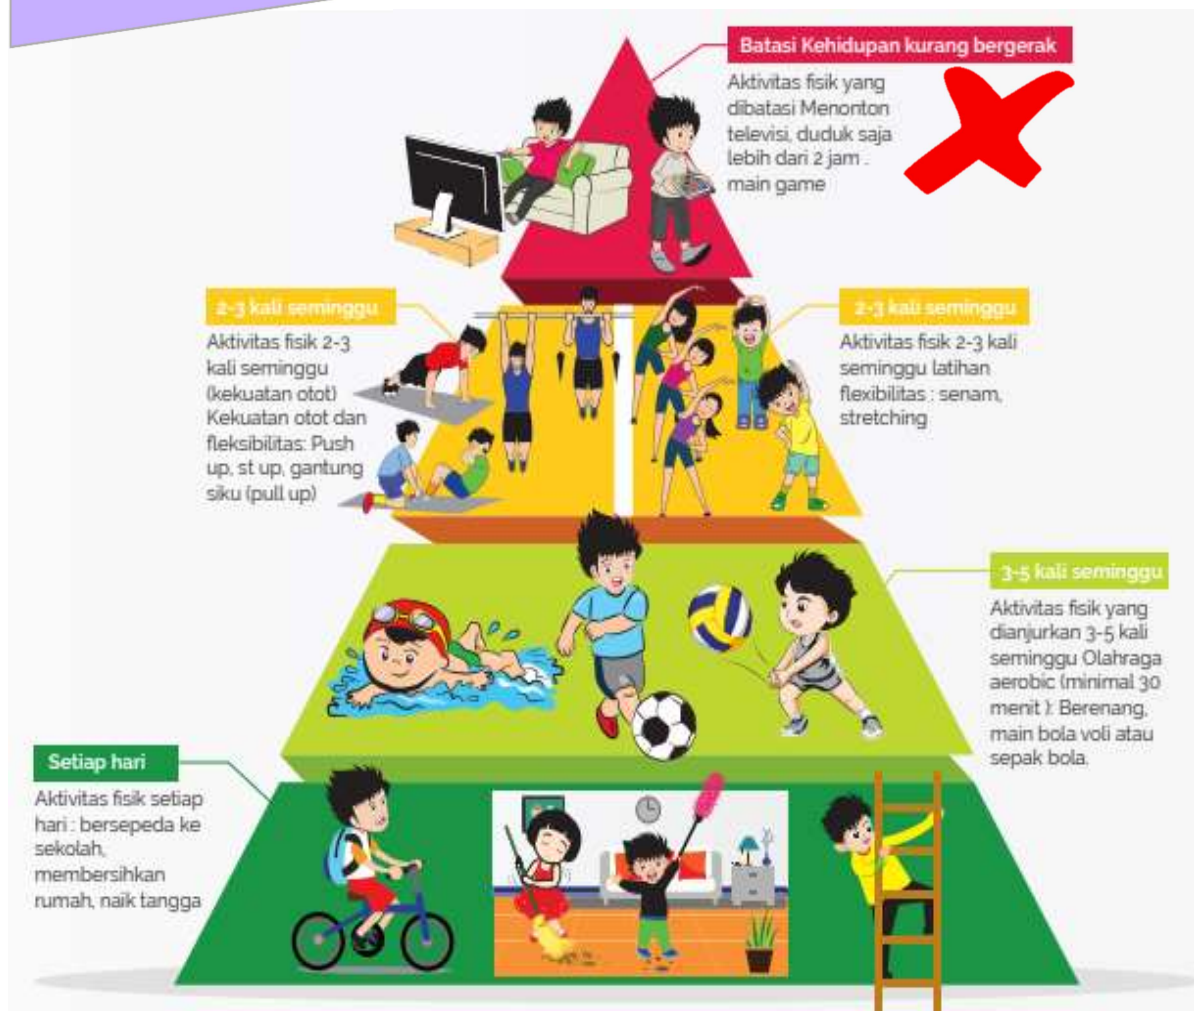 Batasi Kehidupan kurang bergerak
Aktivitas fisik yang
dibatasi Menonton
televisi, duduk saja
lebih dari 2 jam .
main game
2-3 kali seminggu
Aktivitas fisik 2-3
kali seminggu
(kekuatan otot)
Kekuatan otot dan
fleksibilitas: Push
up, st up, gantung
siku (pull up)
2-3 kali seminggu
Aktivitas fisik 2-3 kali
seminggu latihan
flexibilitas : senam,
stretching
3-5 kali seminggu
Aktivitas fisik yang
dianjurkan 3-5 kali
seminggu Olahraga
aerobic (minimal 30
menit ): Berenang,
main bola voli atau
sepak bola.
Setiap hari
Aktivitas fisik setiap
hari : bersepeda ke
sekolah,
membersihkan
rumah, naik tangga